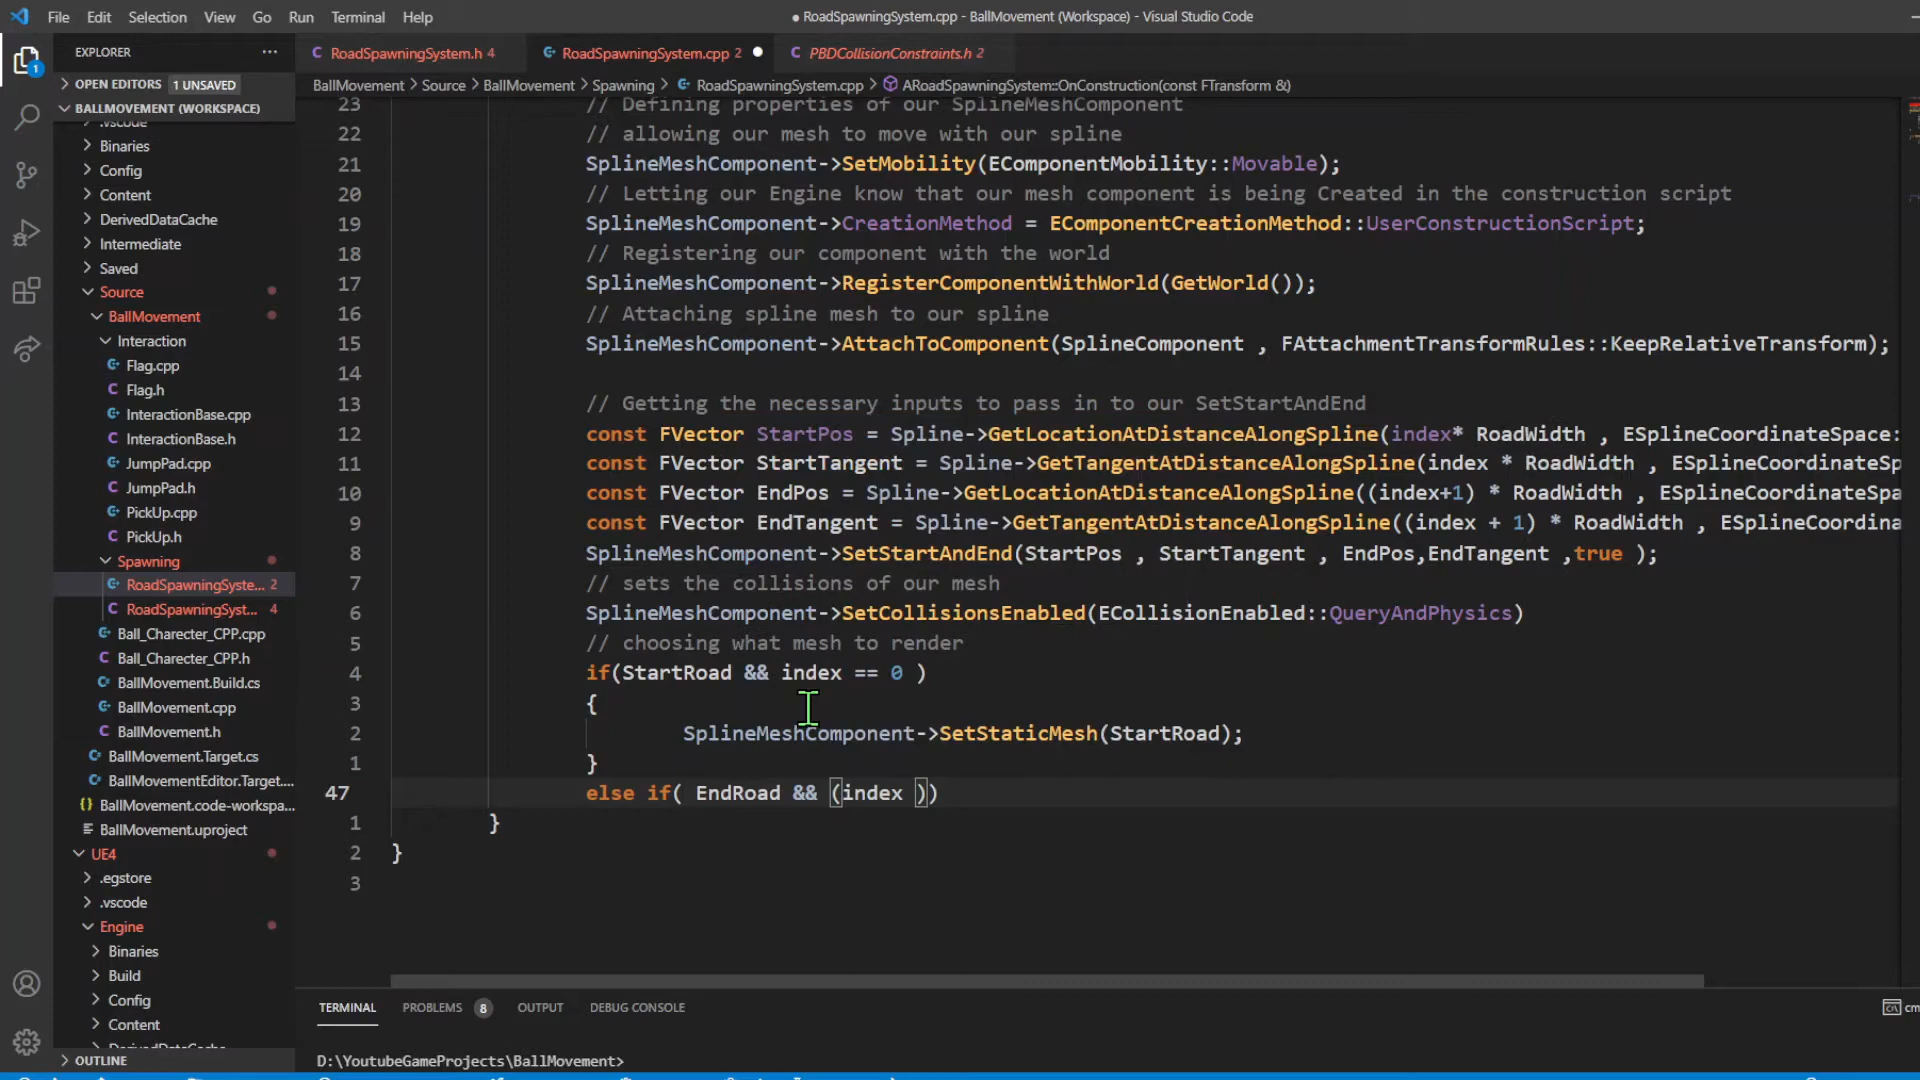 File Edit Selection View Go Run Terminal Help
● RoadSpawningSystem.cpp - BallMovement (Workspace) - Visual Studio Code
EXPLORER ...
RoadSpawningSystem.h 4
RoadSpawningSystem.cpp 2
PBDCollisionConstraints.h 2
OPEN EDITORS 1 UNSAVED
BALLMOVEMENT (WORKSPACE)
.vscode
Binaries
Config
Content
DerivedDataCache
Intermediate
Saved
Source
BallMovement
Interaction
Flag.cpp
Flag.h
InteractionBase.cpp
InteractionBase.h
JumpPad.cpp
JumpPad.h
PickUp.cpp
PickUp.h
Spawning
RoadSpawningSyste... 2
RoadSpawningSyst... 4
Ball_Charecter_CPP.cpp
Ball_Charecter_CPP.h
BallMovement.Build.cs
BallMovement.cpp
BallMovement.h
BallMovement.Target.cs
BallMovementEditor.Target....
BallMovement.code-workspa...
BallMovement.uproject
UE4
.egstore
.vscode
Engine
Binaries
Build
Config
Content
DerivedDataCache
OUTLINE
1
BallMovement > Source > BallMovement > Spawning > RoadSpawningSystem.cpp > ARoadSpawningSystem::OnConstruction(const FTransform &)
23 // Defining properties of our SplineMeshComponent
22 // allowing our mesh to move with our spline
21 SplineMeshComponent->SetMobility(EComponentMobility::Movable);
20 // Letting our Engine know that our mesh component is being Created in the construction script
19 SplineMeshComponent->CreationMethod = EComponentCreationMethod::UserConstructionScript;
18 // Registering our component with the world
17 SplineMeshComponent->RegisterComponentWithWorld(GetWorld());
16 // Attaching spline mesh to our spline
15 SplineMeshComponent->AttachToComponent(SplineComponent , FAttachmentTransformRules::KeepRelativeTransform);
14
13 // Getting the necessary inputs to pass in to our SetStartAndEnd
12 const FVector StartPos = Spline->GetLocationAtDistanceAlongSpline(index* RoadWidth , ESplineCoordinateSpace:
11 const FVector StartTangent = Spline->GetTangentAtDistanceAlongSpline(index * RoadWidth , ESplineCoordinateSp
10 const FVector EndPos = Spline->GetLocationAtDistanceAlongSpline((index+1) * RoadWidth , ESplineCoordinateSpa
9 const FVector EndTangent = Spline->GetTangentAtDistanceAlongSpline((index + 1) * RoadWidth , ESplineCoordina
8 SplineMeshComponent->SetStartAndEnd(StartPos , StartTangent , EndPos,EndTangent ,true );
7 // sets the collisions of our mesh
6 SplineMeshComponent->SetCollisionsEnabled(ECollisionEnabled::QueryAndPhysics)
5 // choosing what mesh to render
4 if(StartRoad && index == 0 )
3 {
2 SplineMeshComponent->SetStaticMesh(StartRoad);
1 }
47 else if( EndRoad && (index ))
1 }
2 }
3
TERMINAL PROBLEMS 8 OUTPUT DEBUG CONSOLE
cm
D:\YoutubeGameProjects\BallMovement>